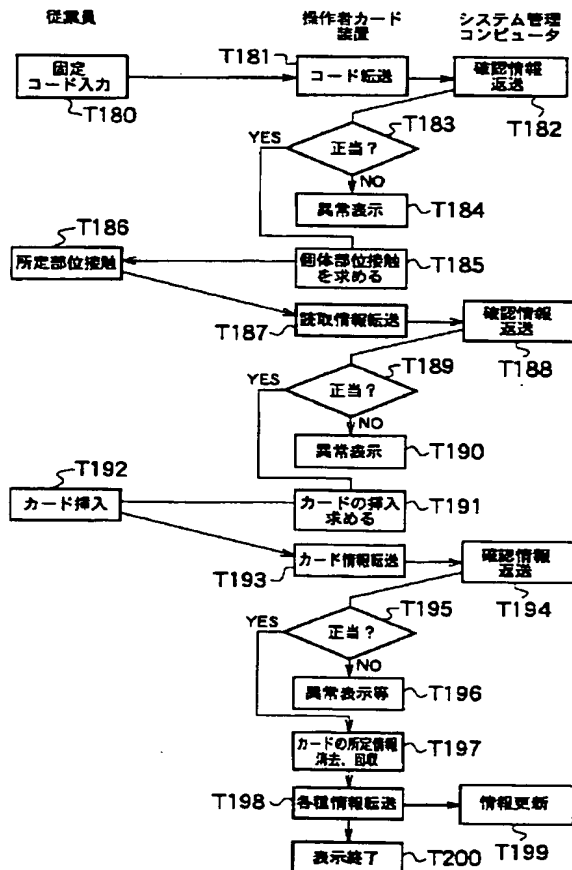 従業員
操作者カード
装置
システム管理
コンピュータ
T181
固定
コード入力
コード転送
確認情報
返送
T180
T182
T183
YES
正当？
NO
異常表示
T184
T186
所定部位接触
個体部位接触
を求める
T185
読取情報転送
確認情報
返送
T187
T188
T189
YES
正当？
NO
異常表示
T190
T192
カード挿入
カードの挿入
求める
T191
カード情報転送
確認情報
返送
T193
T194
T195
YES
正当？
NO
異常表示等
T196
カードの所定情報
消去、回収
T197
T198
各種情報転送
情報更新
T199
表示終了
T200